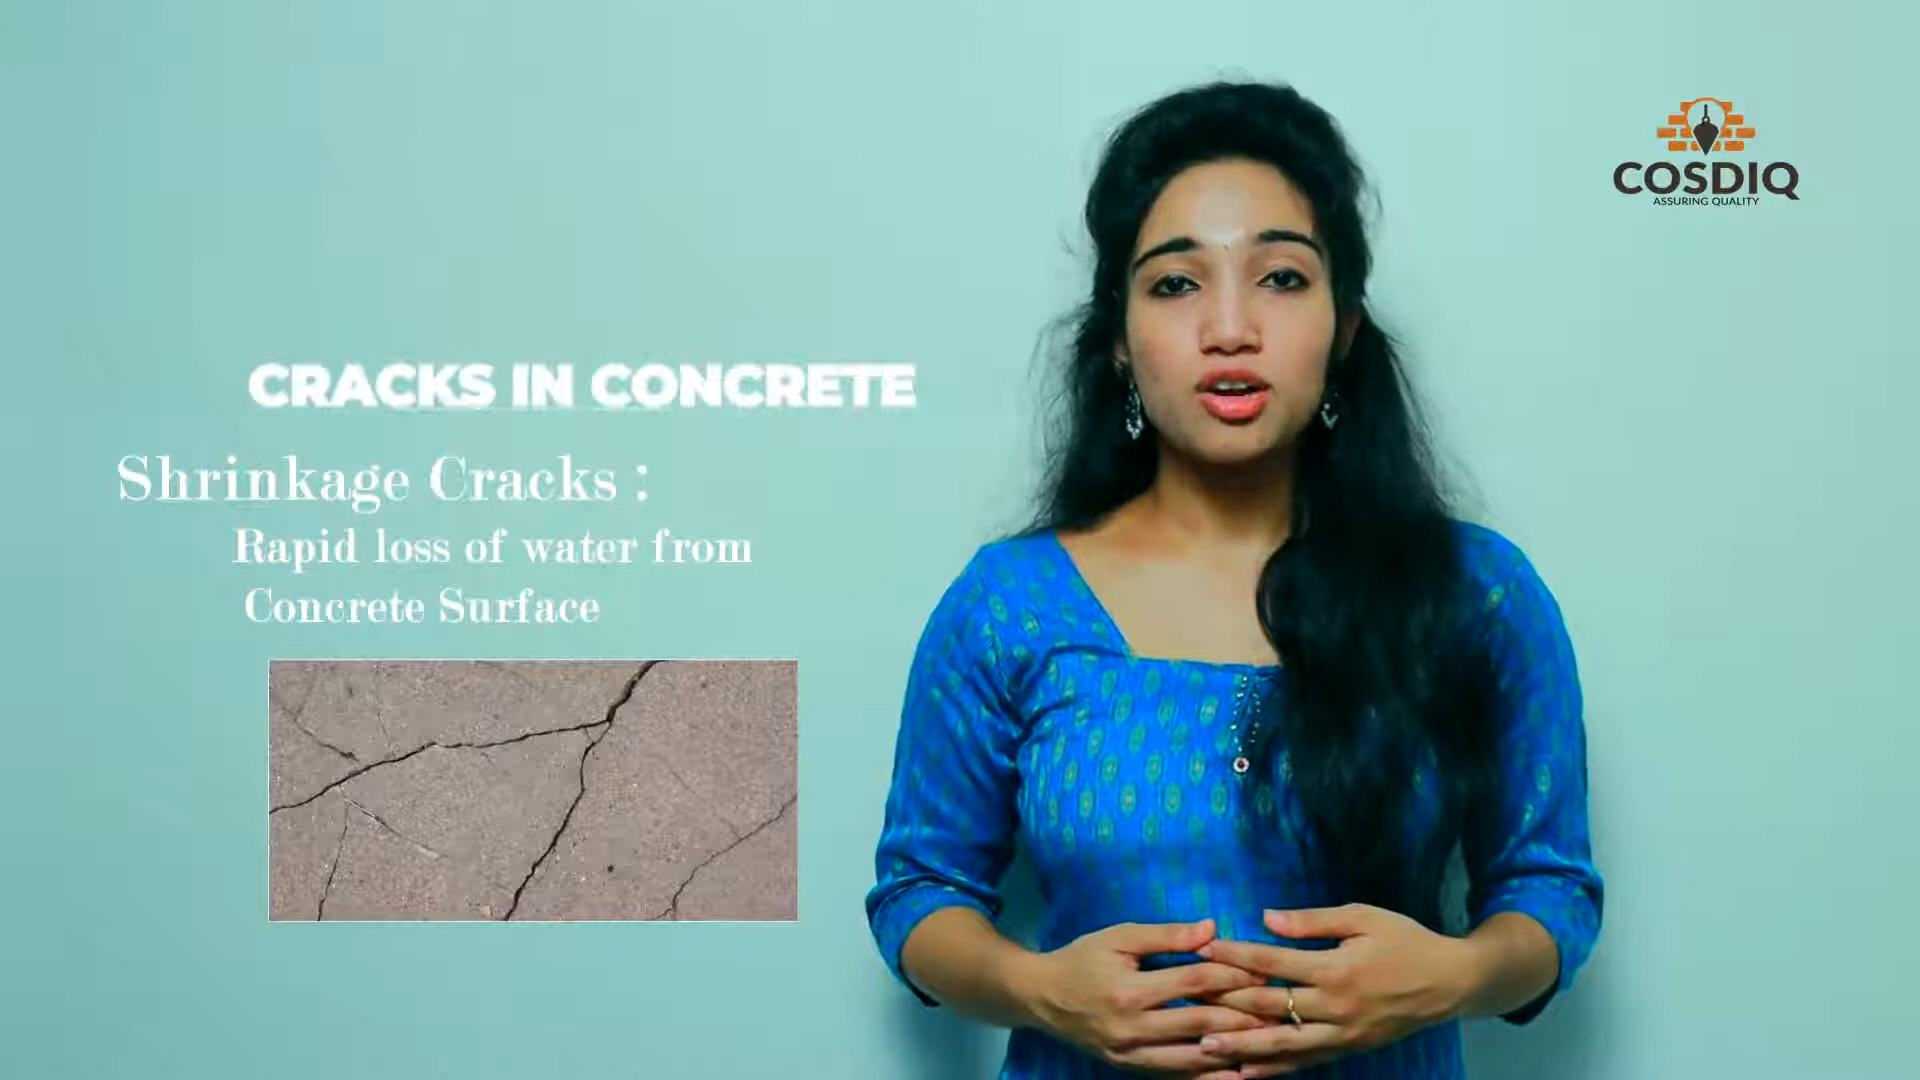 COSDIQ
ASSURING QUALITY
CRACKS IN CONCRETE
Shrinkage Cracks :
Rapid loss of water from
Concrete Surface